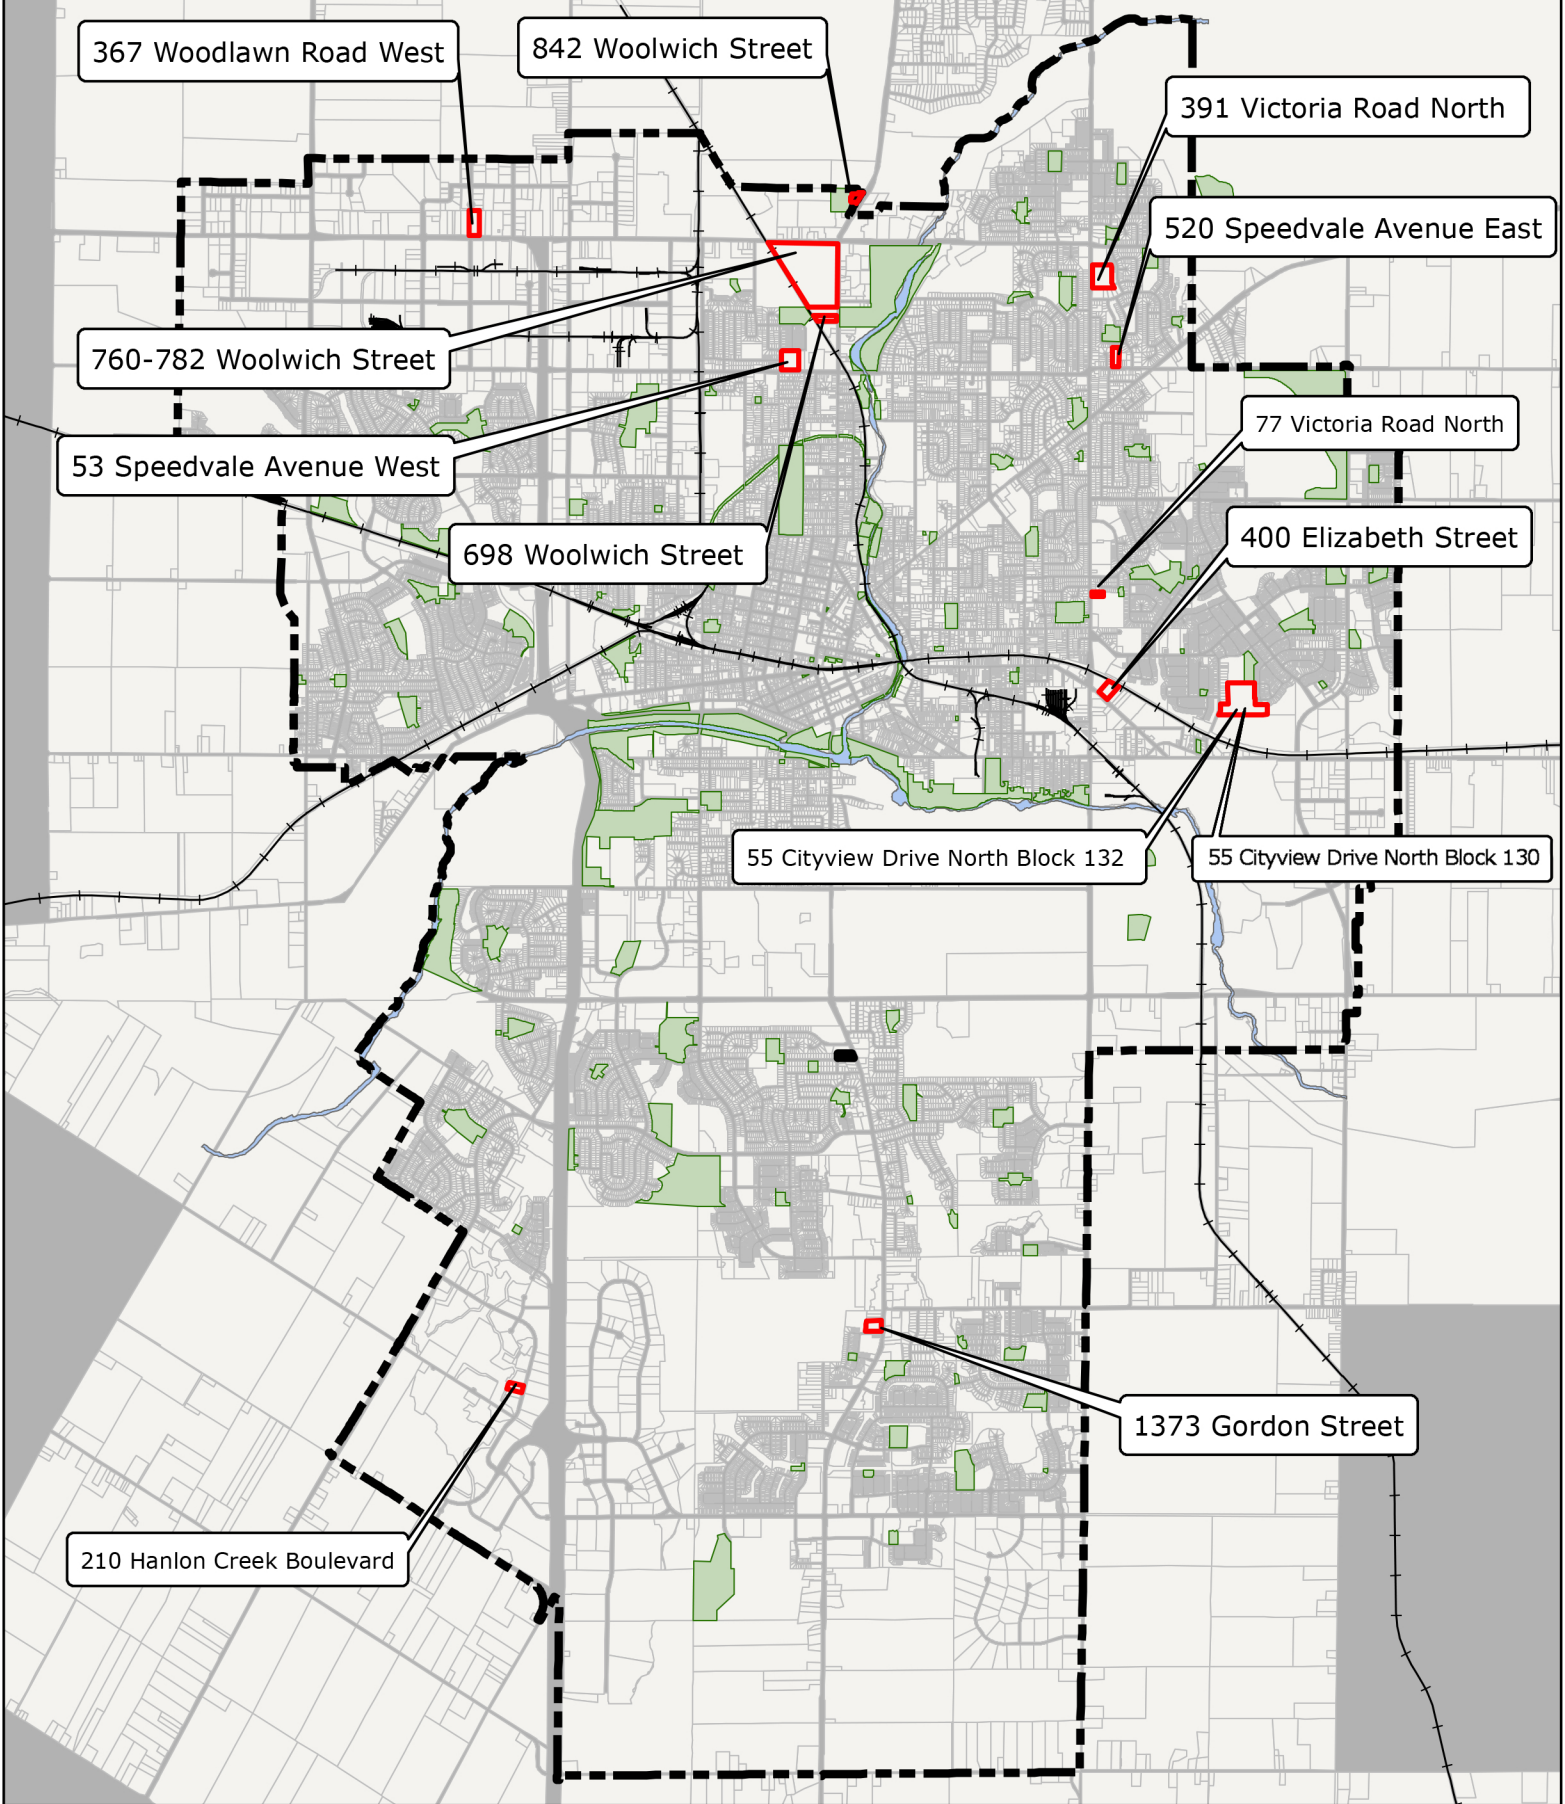 367 Woodlawn Road West
842 Woolwich Street
391 Victoria Road North
520 Speedvale Avenue East
760-782 Woolwich Street
77 Victoria Road North
53 Speedvale Avenue West
400 Elizabeth Street
698 Woolwich Street
55 Cityview Drive North Block 132
55 Cityview Drive North Block 130
1373 Gordon Street
210 Hanlon Creek Boulevard